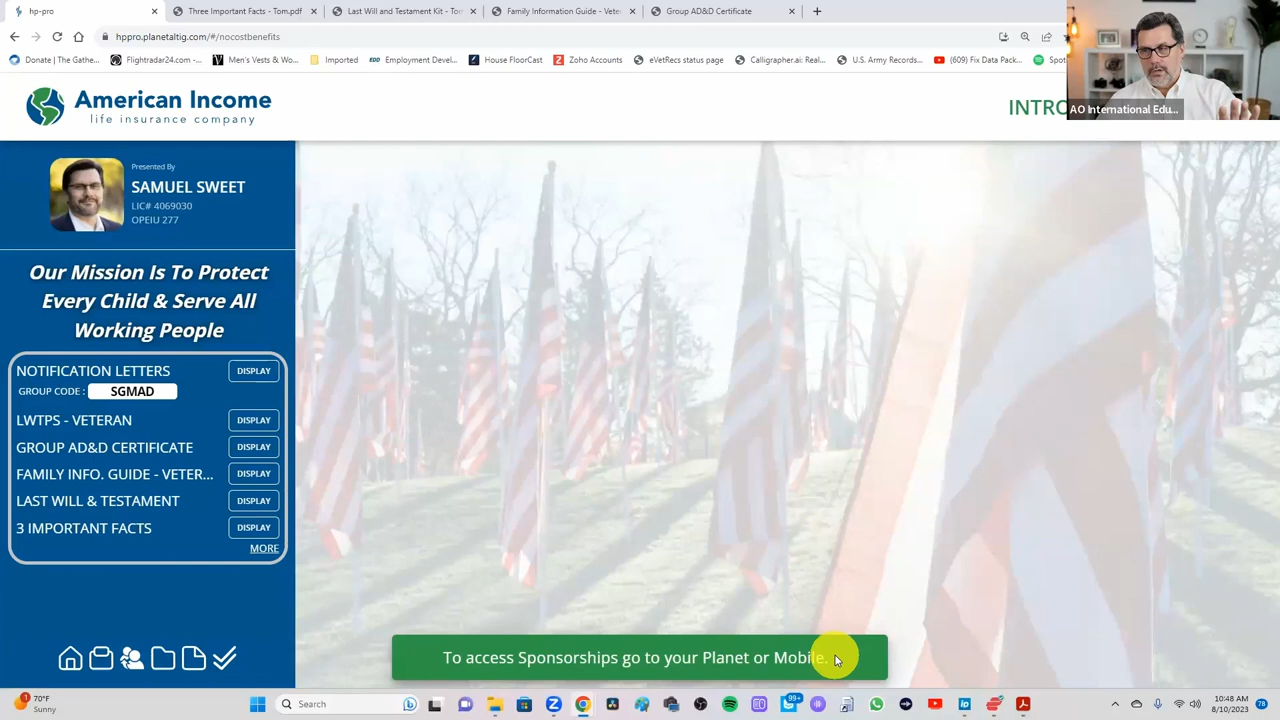 hp-pro
Three Important Facts - Tom.pdf
Last Will and Testament Kit - Tor
Family Information Guide - Veter
Group AD&D Certificate
hppro.planetaltig.com/#/nocostbenefits
Donate | The Gathe...
Flightradar24.com -...
Men's Vests & Wo...
Imported
EDD
Employment Devel...
House FloorCast
Zoho Accounts
eVetRecs status page
Calligrapher.ai: Real...
U.S. Army Records...
(609) Fix Data Pack...
Spot
American Income
life insurance company
INTRO
AO International Edu...
Presented By
SAMUEL SWEET
LIC# 4069030
OPEIU 277
Our Mission Is To Protect
Every Child & Serve All
Working People
NOTIFICATION LETTERS DISPLAY
GROUP CODE : SGMAD
LWTPS - VETERAN DISPLAY
GROUP AD&D CERTIFICATE DISPLAY
FAMILY INFO. GUIDE - VETER... DISPLAY
LAST WILL & TESTAMENT DISPLAY
3 IMPORTANT FACTS DISPLAY
MORE
To access Sponsorships go to your Planet or Mobile.
70°F
Sunny
Search
99+
10:48 AM
8/10/2023
78